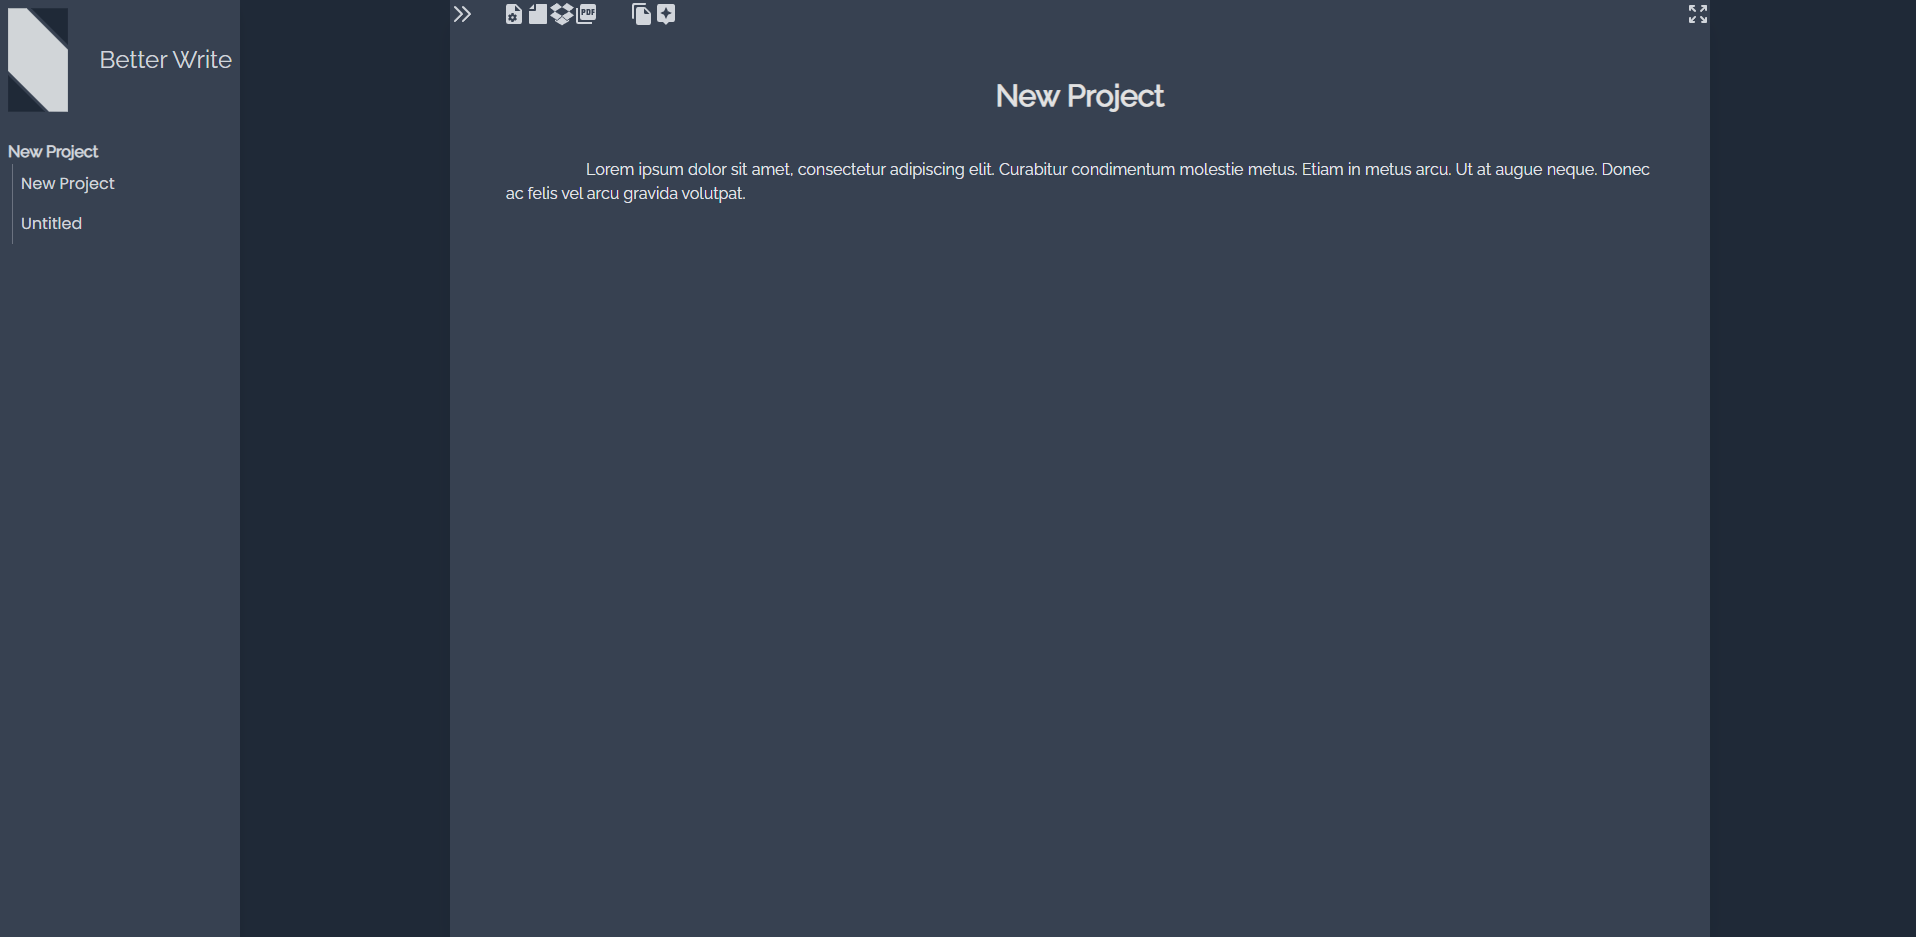 Better Write
New Project
New Project
Untitled
PDF
New Project
Lorem ipsum dolor sit amet, consectetur adipiscing elit. Curabitur condimentum molestie metus. Etiam in metus arcu. Ut at augue neque. Donec
ac felis vel arcu gravida volutpat.